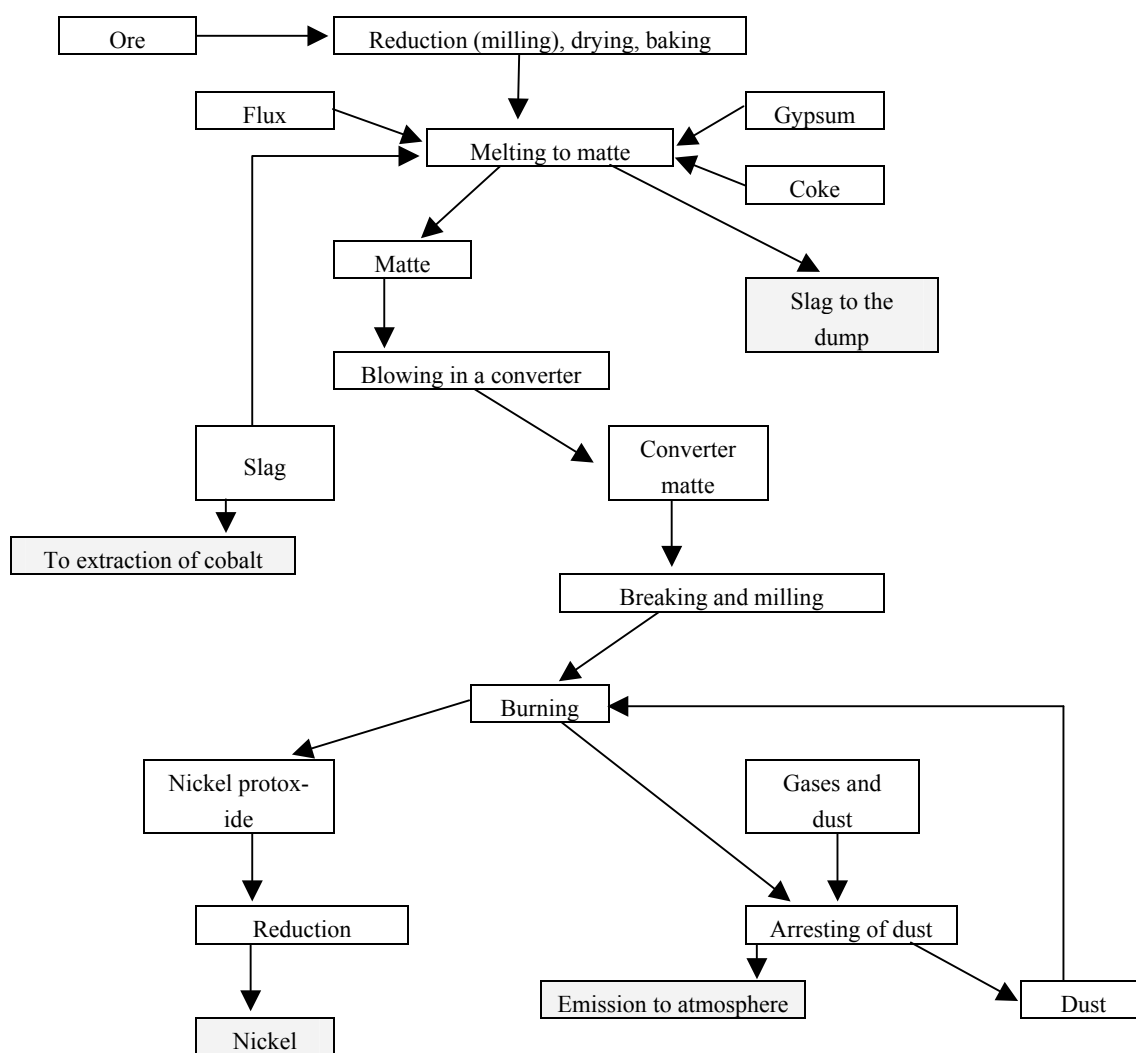 Ore
Reduction (milling), drying, baking
Flux
Gypsum
Melting to matte
Coke
Matte
Slag to the
dump
Blowing in a converter
Slag
Converter
matte
To extraction of cobalt
Breaking and milling
Burning
Nickel protox-
ide
Gases and
dust
Reduction
Arresting of dust
Emission to atmosphere
Dust
Nickel